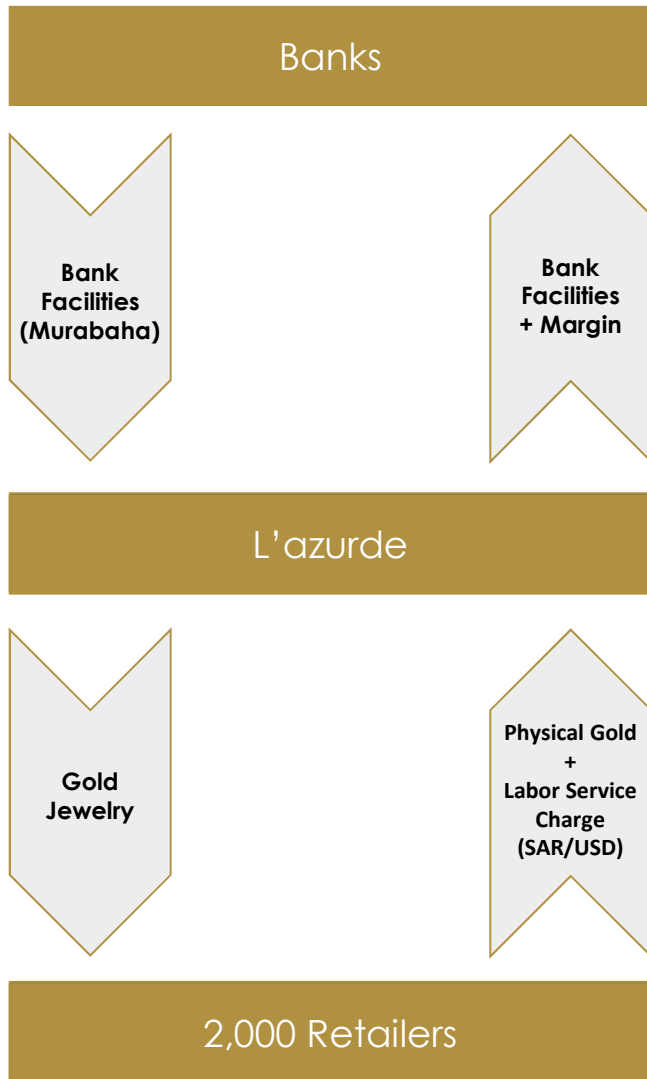 Banks
Bank
Facilities
(Murabaha)
Bank
Facilities
+ Margin
L’azurde
Gold
Jewelry
Physical Gold
+
Labor Service
Charge
(SAR/USD)
2,000 Retailers